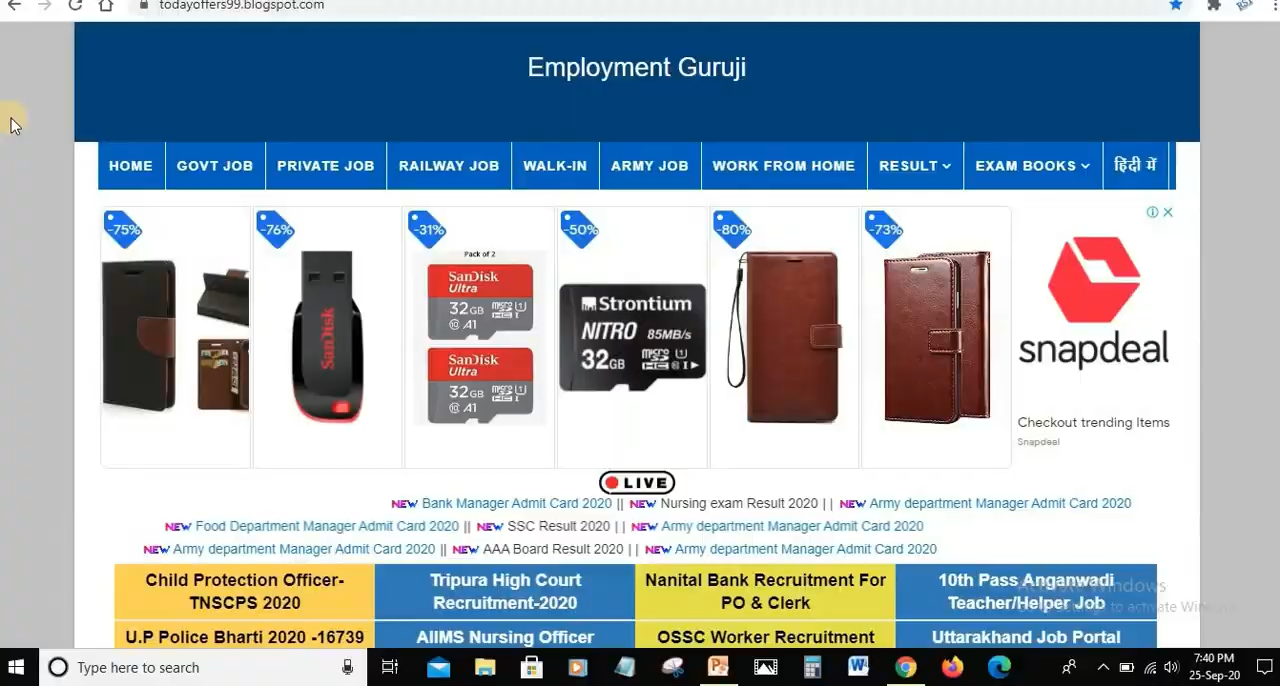 todayoffers99.blogspot.com
Employment Guruji
HOME GOVT JOB PRIVATE JOB RAILWAY JOB WALK-IN ARMY JOB WORK FROM HOME RESULT EXAM BOOKS हिंदी में
-75% -76% -31% -50% -80% -73%
Pack of 2
SanDisk
Ultra
32GB
microSD
A1
SanDisk
Ultra
32GB
A1
SanDisk
Strontium
NITRO 85MB/s
32GB
snapdeal
Checkout trending Items
Snapdeal
LIVE
NEW Bank Manager Admit Card 2020 || NEW Nursing exam Result 2020 || NEW Army department Manager Admit Card 2020
NEW Food Department Manager Admit Card 2020 || NEW SSC Result 2020 || NEW Army department Manager Admit Card 2020
NEW Army department Manager Admit Card 2020 || NEW AAA Board Result 2020 || NEW Army department Manager Admit Card 2020
Child Protection Officer-
TNSCPS 2020
Tripura High Court
Recruitment-2020
Nanital Bank Recruitment For
PO & Clerk
10th Pass Anganwadi
Teacher/Helper Job
Activate Windows
U.P Police Bharti 2020 -16739
AIIMS Nursing Officer
OSSC Worker Recruitment
Uttarakhand Job Portal
Type here to search
7:40 PM
25-Sep-20